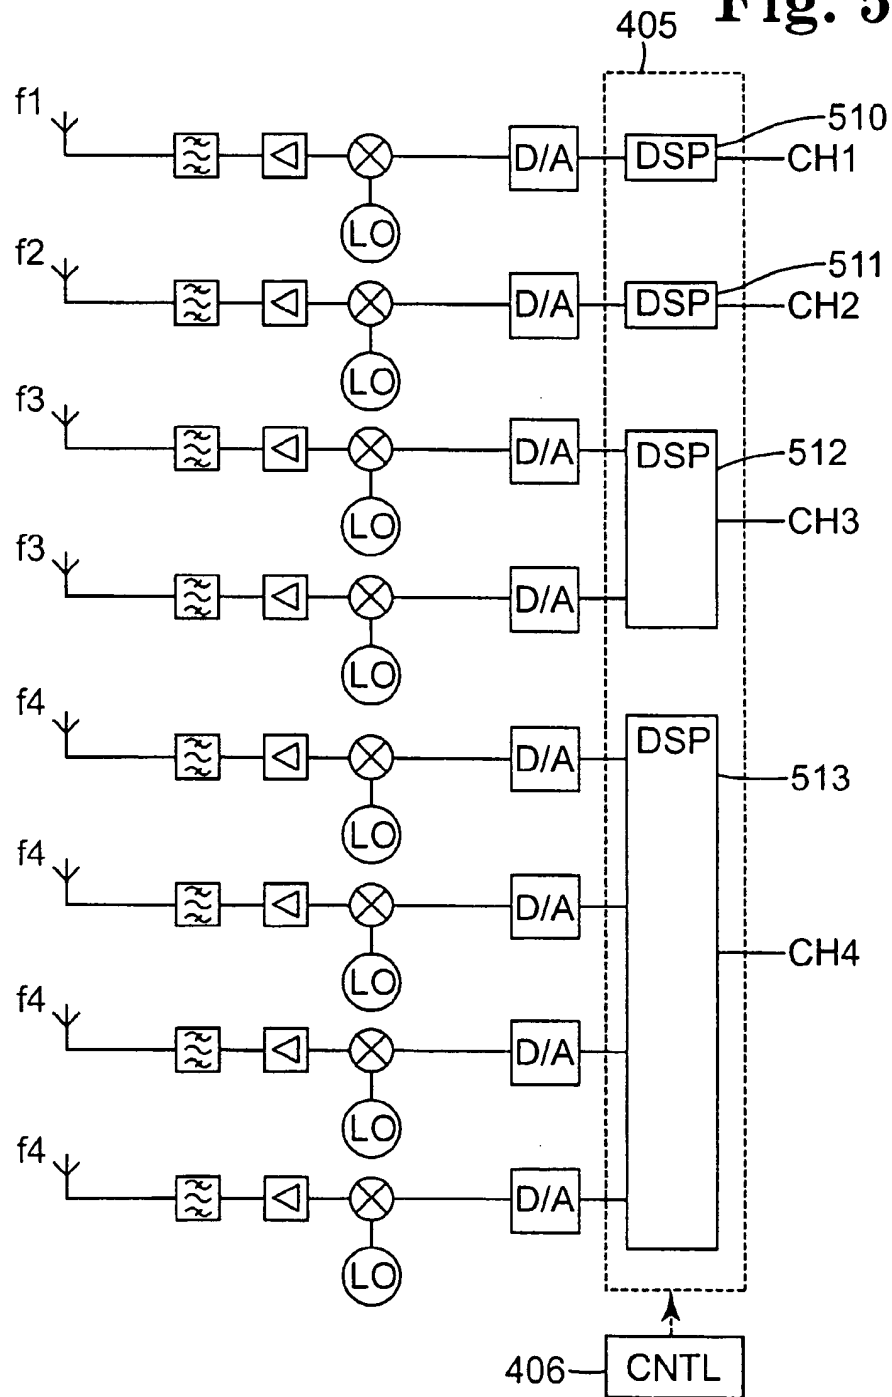 Fig. 5
405
f1
D/A
DSP
510
CH1
LO
f2
D/A
DSP
511
CH2
LO
f3
D/A
DSP
512
LO
CH3
f3
D/A
LO
f4
D/A
DSP
513
LO
f4
D/A
CH4
LO
f4
D/A
LO
f4
D/A
LO
406
CNTL